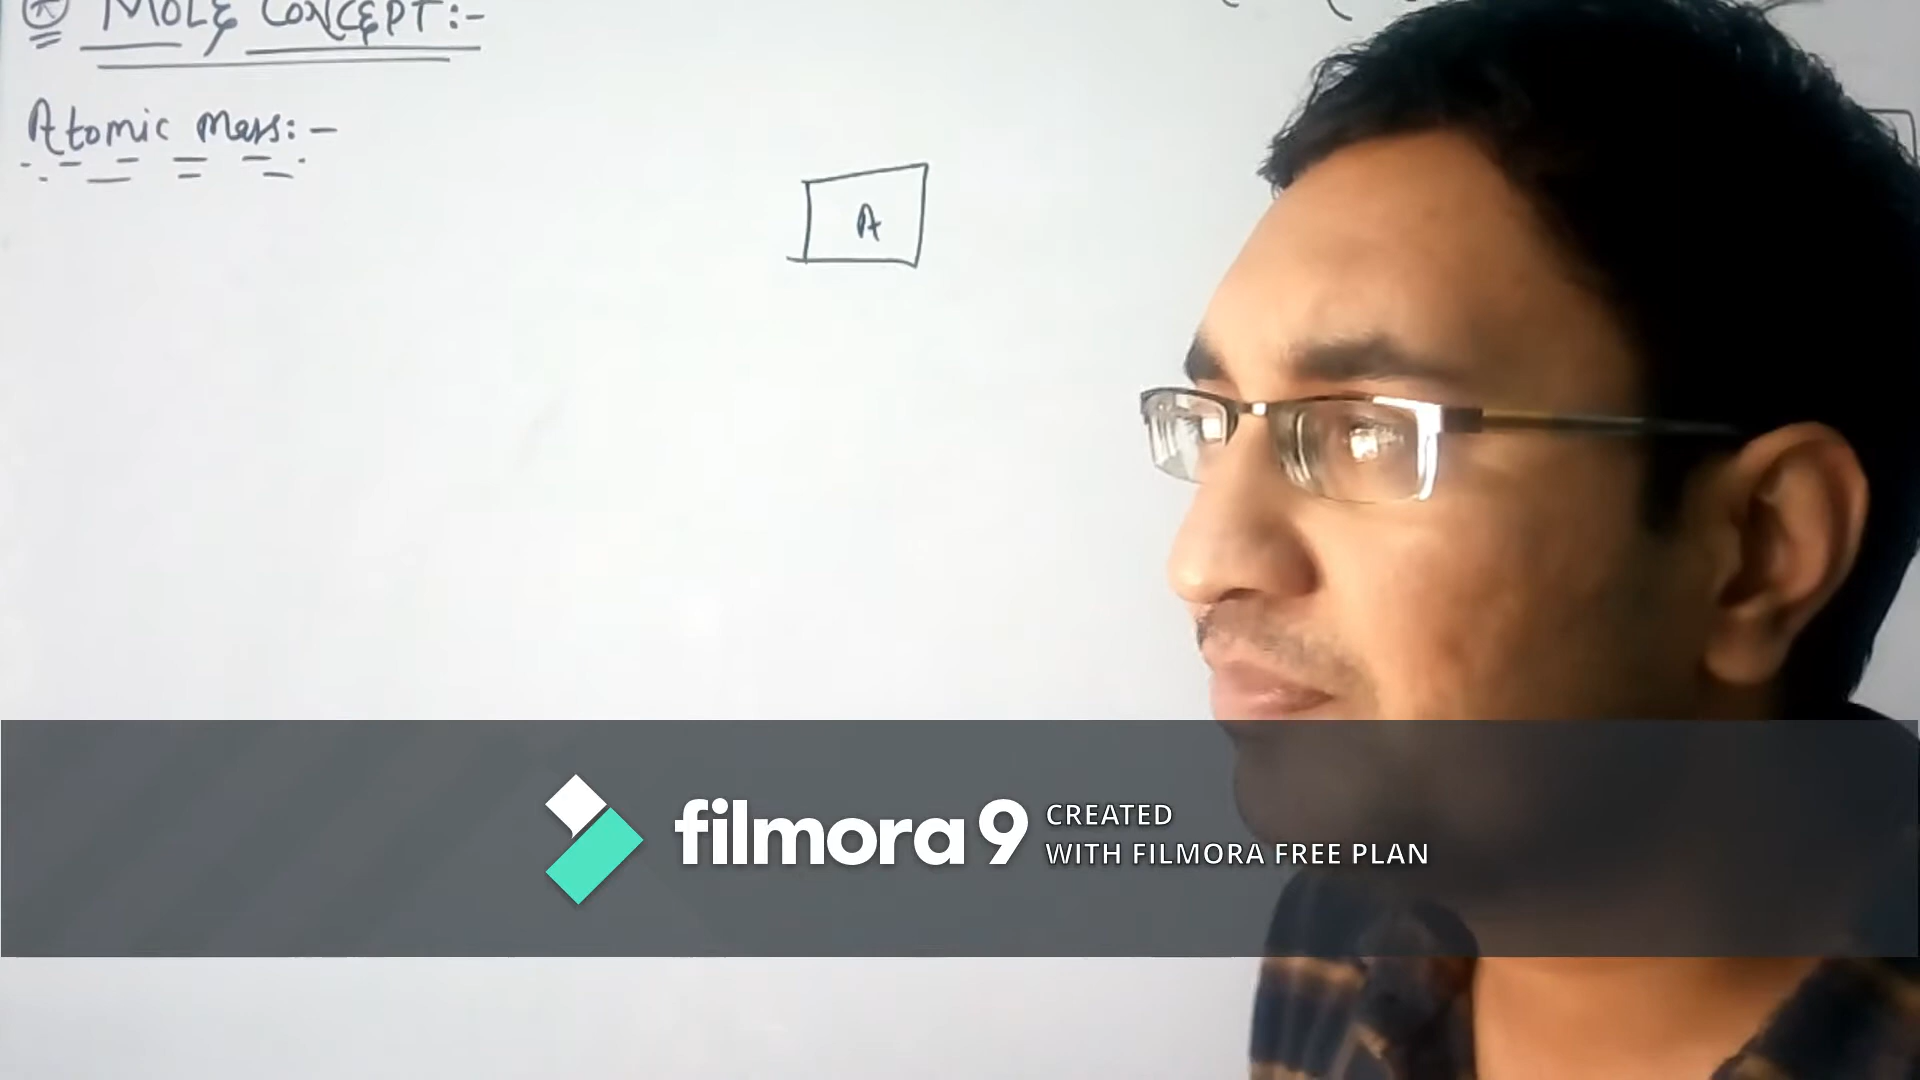 MOLE CONCEPT:-
Atomic Mass:-
A
filmora9 CREATED
WITH FILMORA FREE PLAN